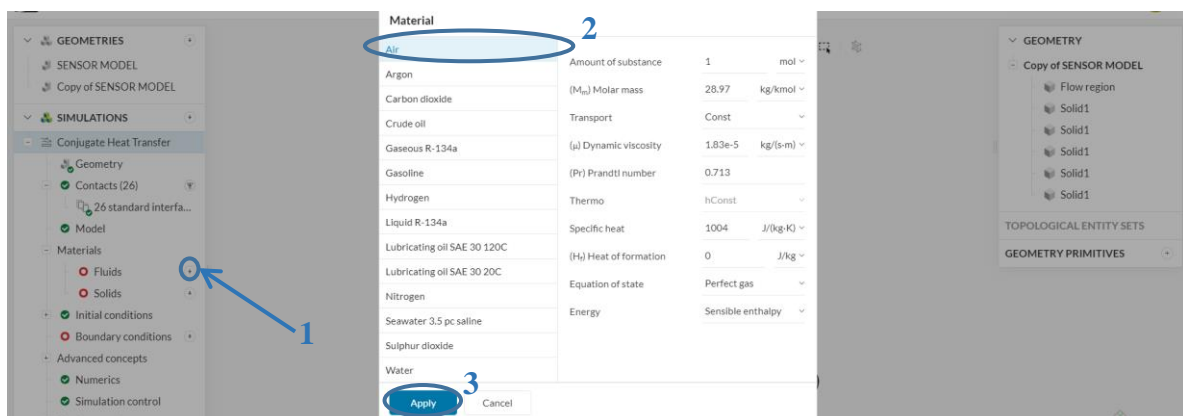 GEOMETRIES
SENSOR MODEL
Copy of SENSOR MODEL
SIMULATIONS
Conjugate Heat Transfer
Geometry
Contacts (26)
26 standard interfa...
Model
Materials
Fluids
Solids
Initial conditions
Boundary conditions
Advanced concepts
Numerics
Simulation control
1
Material
2
Air
Argon
Carbon dioxide
Crude oil
Gaseous R-134a
Gasoline
Hydrogen
Liquid R-134a
Lubricating oil SAE 30 120C
Lubricating oil SAE 30 20C
Nitrogen
Seawater 3.5 pc saline
Sulphur dioxide
Water
Amount of substance 1 mol
(Mm) Molar mass 28.97 kg/kmol
Transport Const
(μ) Dynamic viscosity 1.83e-5 kg/(s·m)
(Pr) Prandtl number 0.713
Thermo hConst
Specific heat 1004 J/(kg·K)
(Hf) Heat of formation 0 J/kg
Equation of state Perfect gas
Energy Sensible enthalpy
3
Apply Cancel
GEOMETRY
Copy of SENSOR MODEL
Flow region
Solid1
Solid1
Solid1
Solid1
Solid1
TOPOLOGICAL ENTITY SETS
GEOMETRY PRIMITIVES